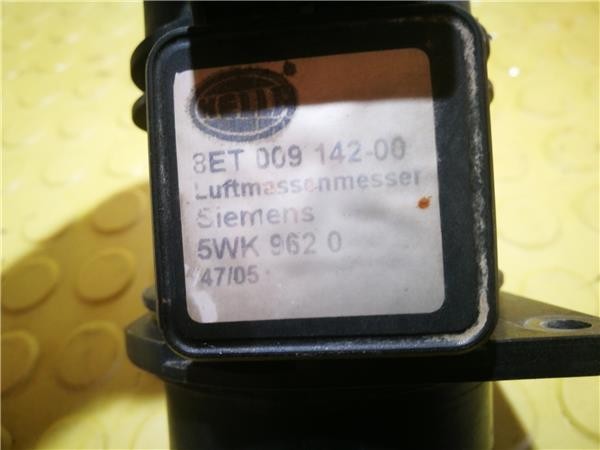 HELLA
8ET 009 142-00
Luftmassenmesser
Siemens
5WK 962 0
47/05